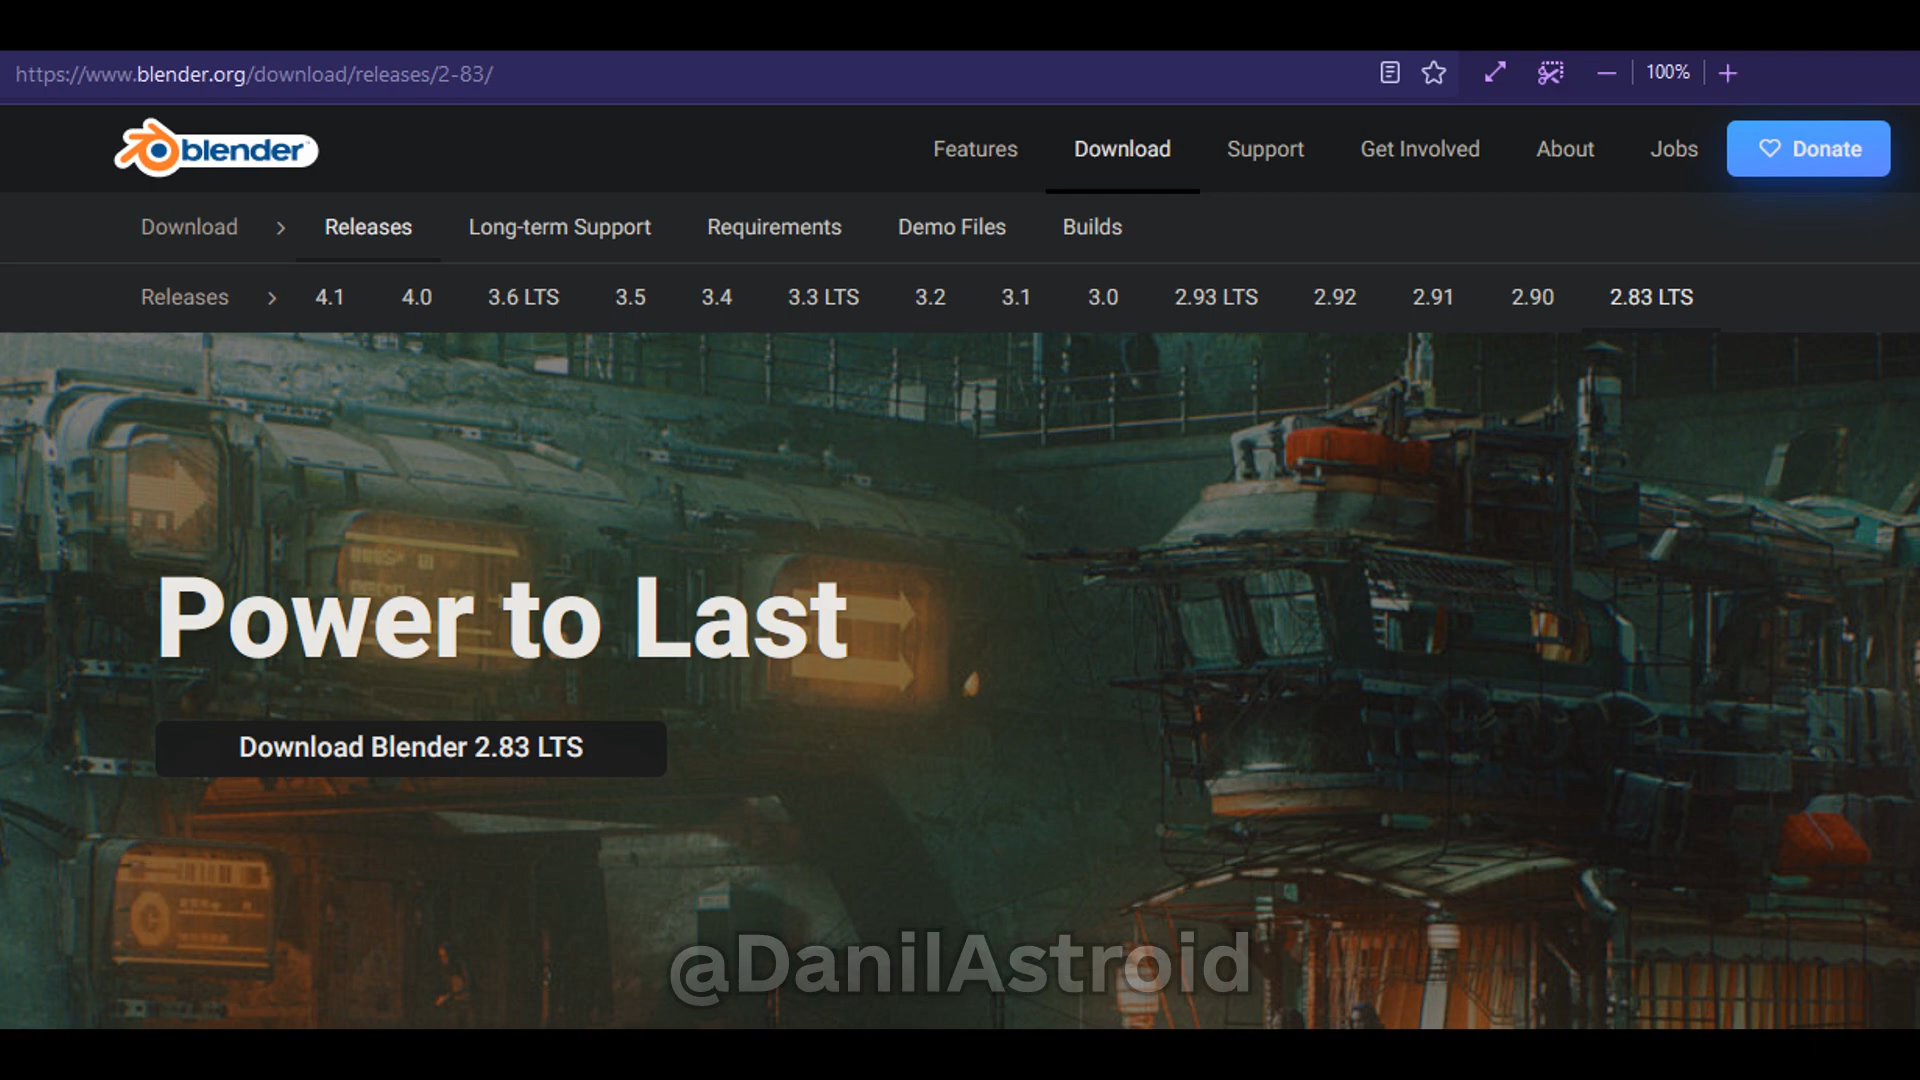 https://www.blender.org/download/releases/2-83/ 100%
blender Features Download Support Get Involved About Jobs Donate
Download > Releases Long-term Support Requirements Demo Files Builds
Releases > 4.1 4.0 3.6 LTS 3.5 3.4 3.3 LTS 3.2 3.1 3.0 2.93 LTS 2.92 2.91 2.90 2.83 LTS
Power to Last
Download Blender 2.83 LTS
@DanilAstroid